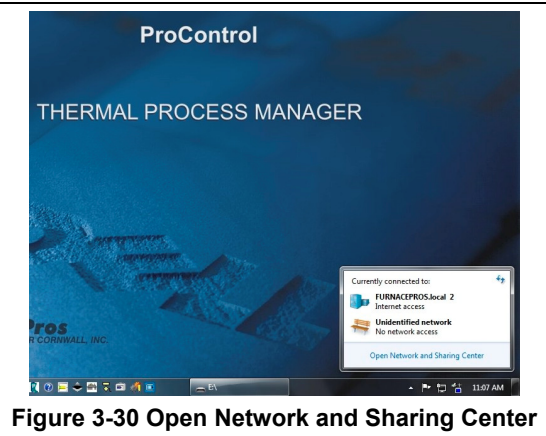 ProControl
THERMAL PROCESS MANAGER
Currently connected to:
FURNACEPROS.local 2
Internet access
Unidentified network
No network access
Open Network and Sharing Center
Pros
R CORNWALL, INC.
E:\
11:07 AM
Figure 3-30 Open Network and Sharing Center